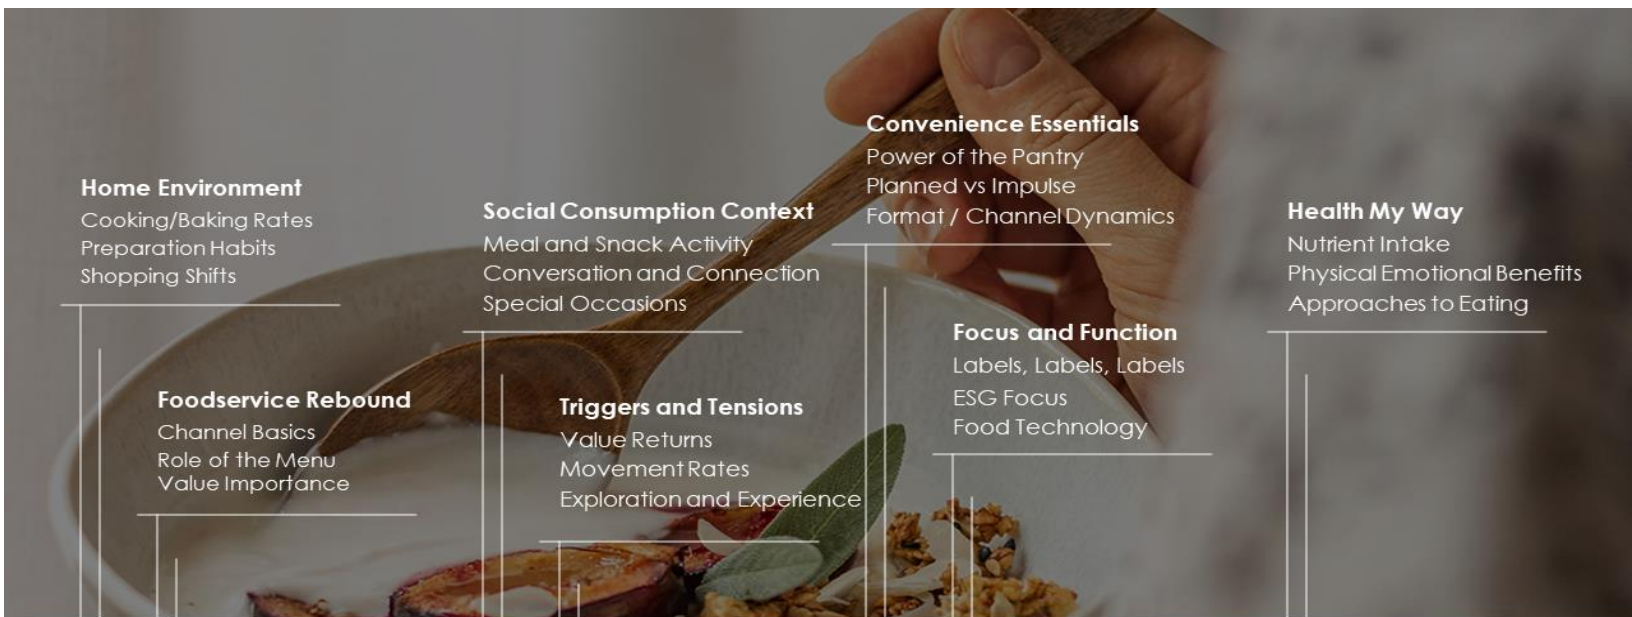 Home Environment
Cooking/Baking Rates
Preparation Habits
Shopping Shifts
Foodservice Rebound
Channel Basics
Role of the Menu
Value Importance
Social Consumption Context
Meal and Snack Activity
Conversation and Connection
Special Occasions
Triggers and Tensions
Value Returns
Movement Rates
Exploration and Experience
Convenience Essentials
Power of the Pantry
Planned vs Impulse
Format / Channel Dynamics
Focus and Function
Labels, Labels, Labels
ESG Focus
Food Technology
Health My Way
Nutrient Intake
Physical Emotional Benefits
Approaches to Eating